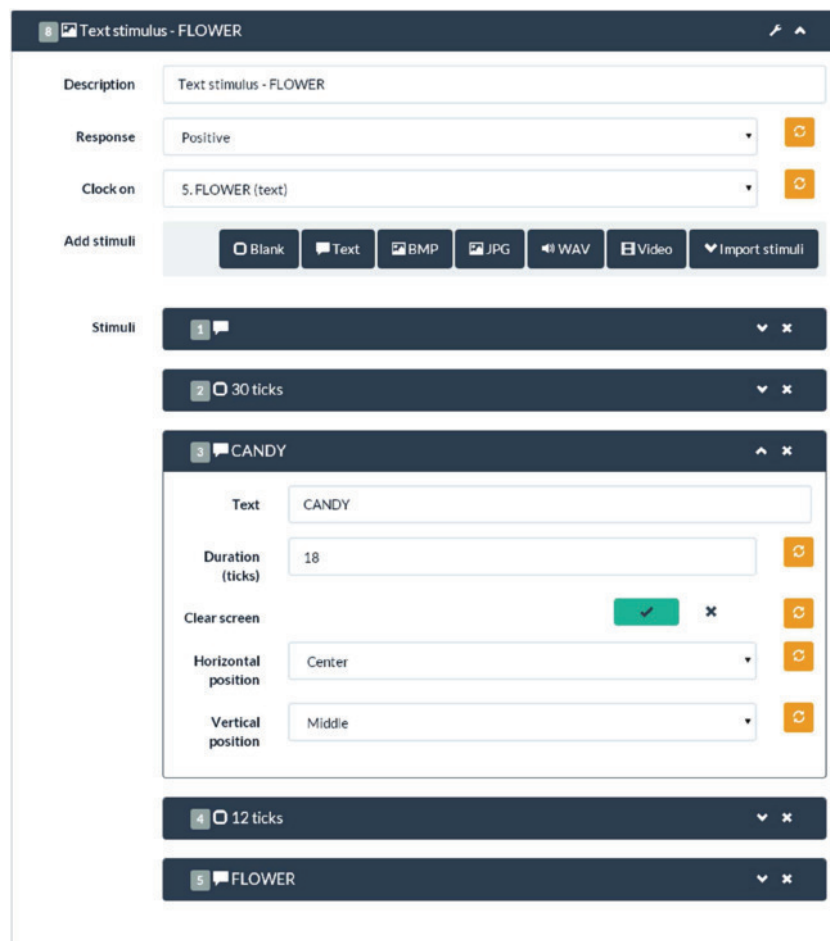 8 Text stimulus - FLOWER
Description Text stimulus - FLOWER
Response Positive
Clock on 5. FLOWER (text)
Add stimuli Blank Text BMP JPG WAV Video Import stimuli
Stimuli 1
2 30 ticks
3 CANDY
Text CANDY
Duration 18
(ticks)
Clear screen
Horizontal Center
position
Vertical Middle
position
4 12 ticks
5 FLOWER